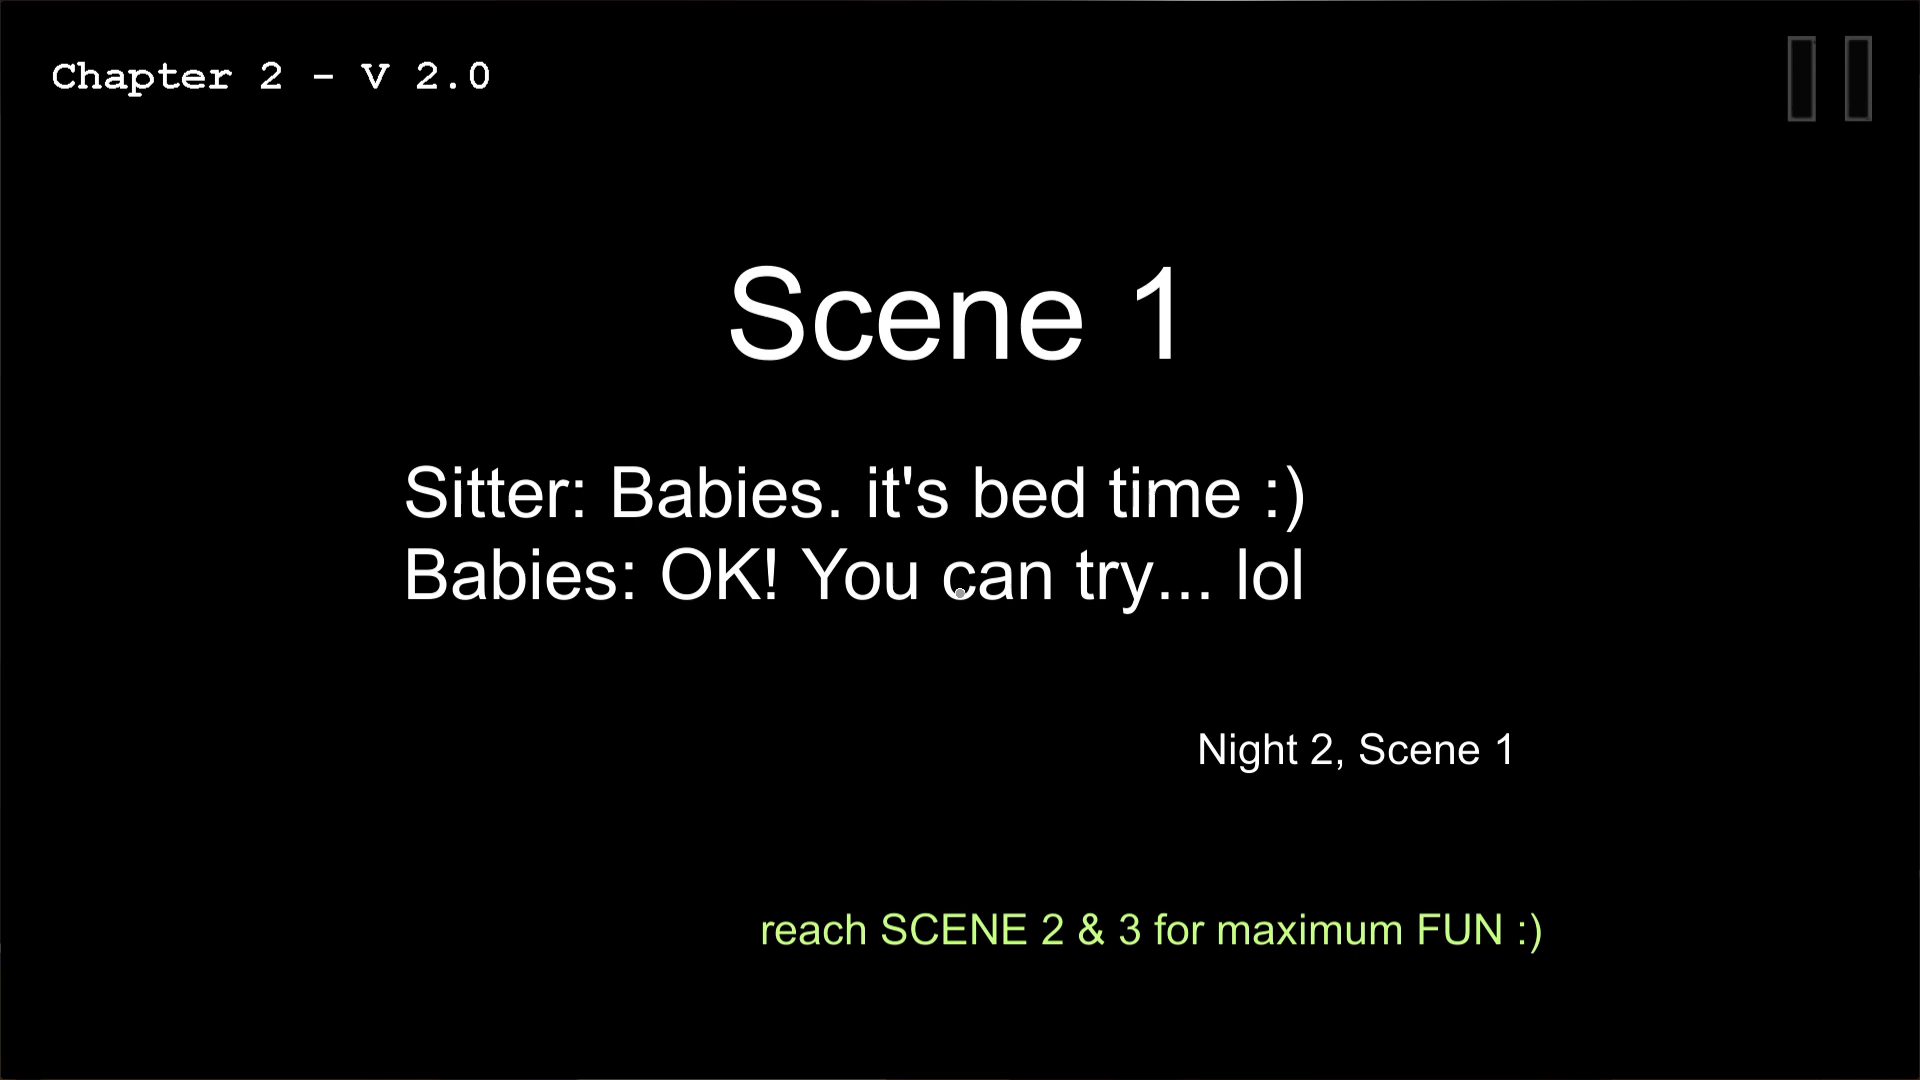 Chapter 2 - V 2.0
Scene 1
Sitter: Babies. it's bed time :)
Babies: OK! You can try... lol
Night 2, Scene 1
reach SCENE 2 & 3 for maximum FUN :)